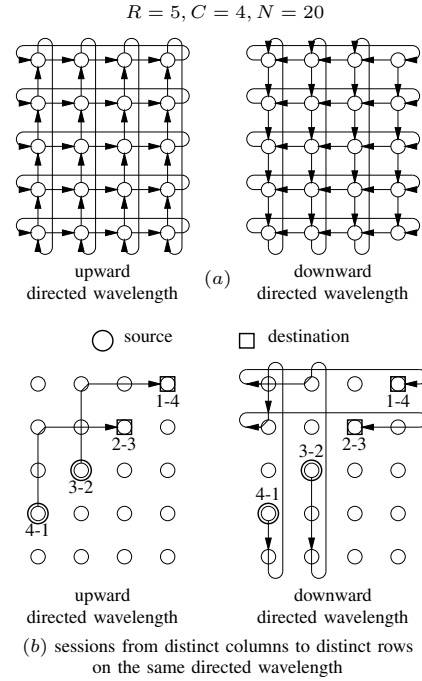 R = 5, C = 4, N = 20
upward
directed wavelength
(a)
downward
directed wavelength
source
destination
1-4
2-3
3-2
4-1
1-4
2-3
3-2
4-1
upward
directed wavelength
downward
directed wavelength
(b) sessions from distinct columns to distinct rows
on the same directed wavelength